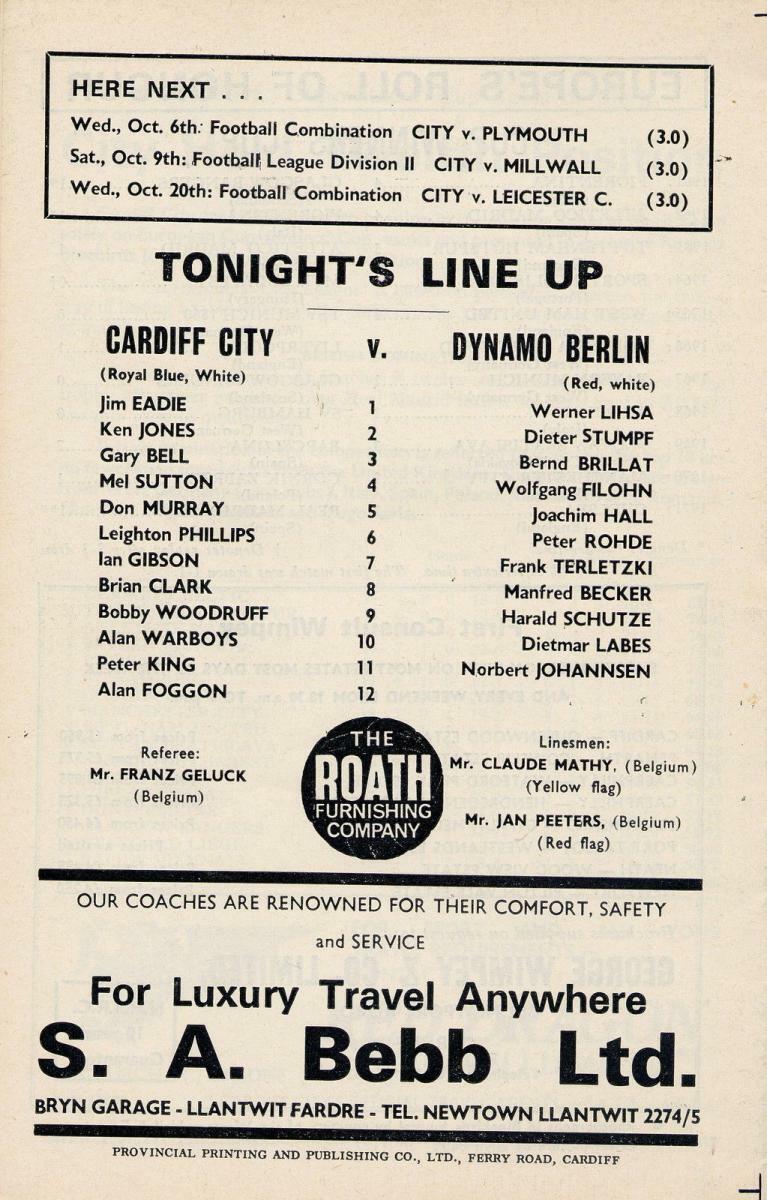 HERE NEXT . . .
Wed., Oct. 6th: Football Combination CITY v. PLYMOUTH (3.0)
Sat., Oct. 9th: Football League Division II CITY v. MILLWALL (3.0)
Wed., Oct. 20th: Football Combination CITY v. LEICESTER C. (3.0)
TONIGHT'S LINE UP
CARDIFF CITY v. DYNAMO BERLIN
(Royal Blue, White) (Red, white)
Jim EADIE 1 Werner LIHSA
Ken JONES 2 Dieter STUMPF
Gary BELL 3 Bernd BRILLAT
Mel SUTTON 4 Wolfgang FILOHN
Don MURRAY 5 Joachim HALL
Leighton PHILLIPS 6 Peter ROHDE
Ian GIBSON 7 Frank TERLETZKI
Brian CLARK 8 Manfred BECKER
Bobby WOODRUFF 9 Harald SCHUTZE
Alan WARBOYS 10 Dietmar LABES
Peter KING 11 Norbert JOHANNSEN
Alan FOGGON 12
Referee:
Mr. FRANZ GELUCK
(Belgium)
THE
ROATH
FURNISHING
COMPANY
Linesmen:
Mr. CLAUDE MATHY, (Belgium)
(Yellow flag)
Mr. JAN PEETERS, (Belgium)
(Red flag)
OUR COACHES ARE RENOWNED FOR THEIR COMFORT, SAFETY
and SERVICE
For Luxury Travel Anywhere
S. A. Bebb Ltd.
BRYN GARAGE - LLANTWIT FARDRE - TEL. NEWTOWN LLANTWIT 2274/5
PROVINCIAL PRINTING AND PUBLISHING CO., LTD., FERRY ROAD, CARDIFF